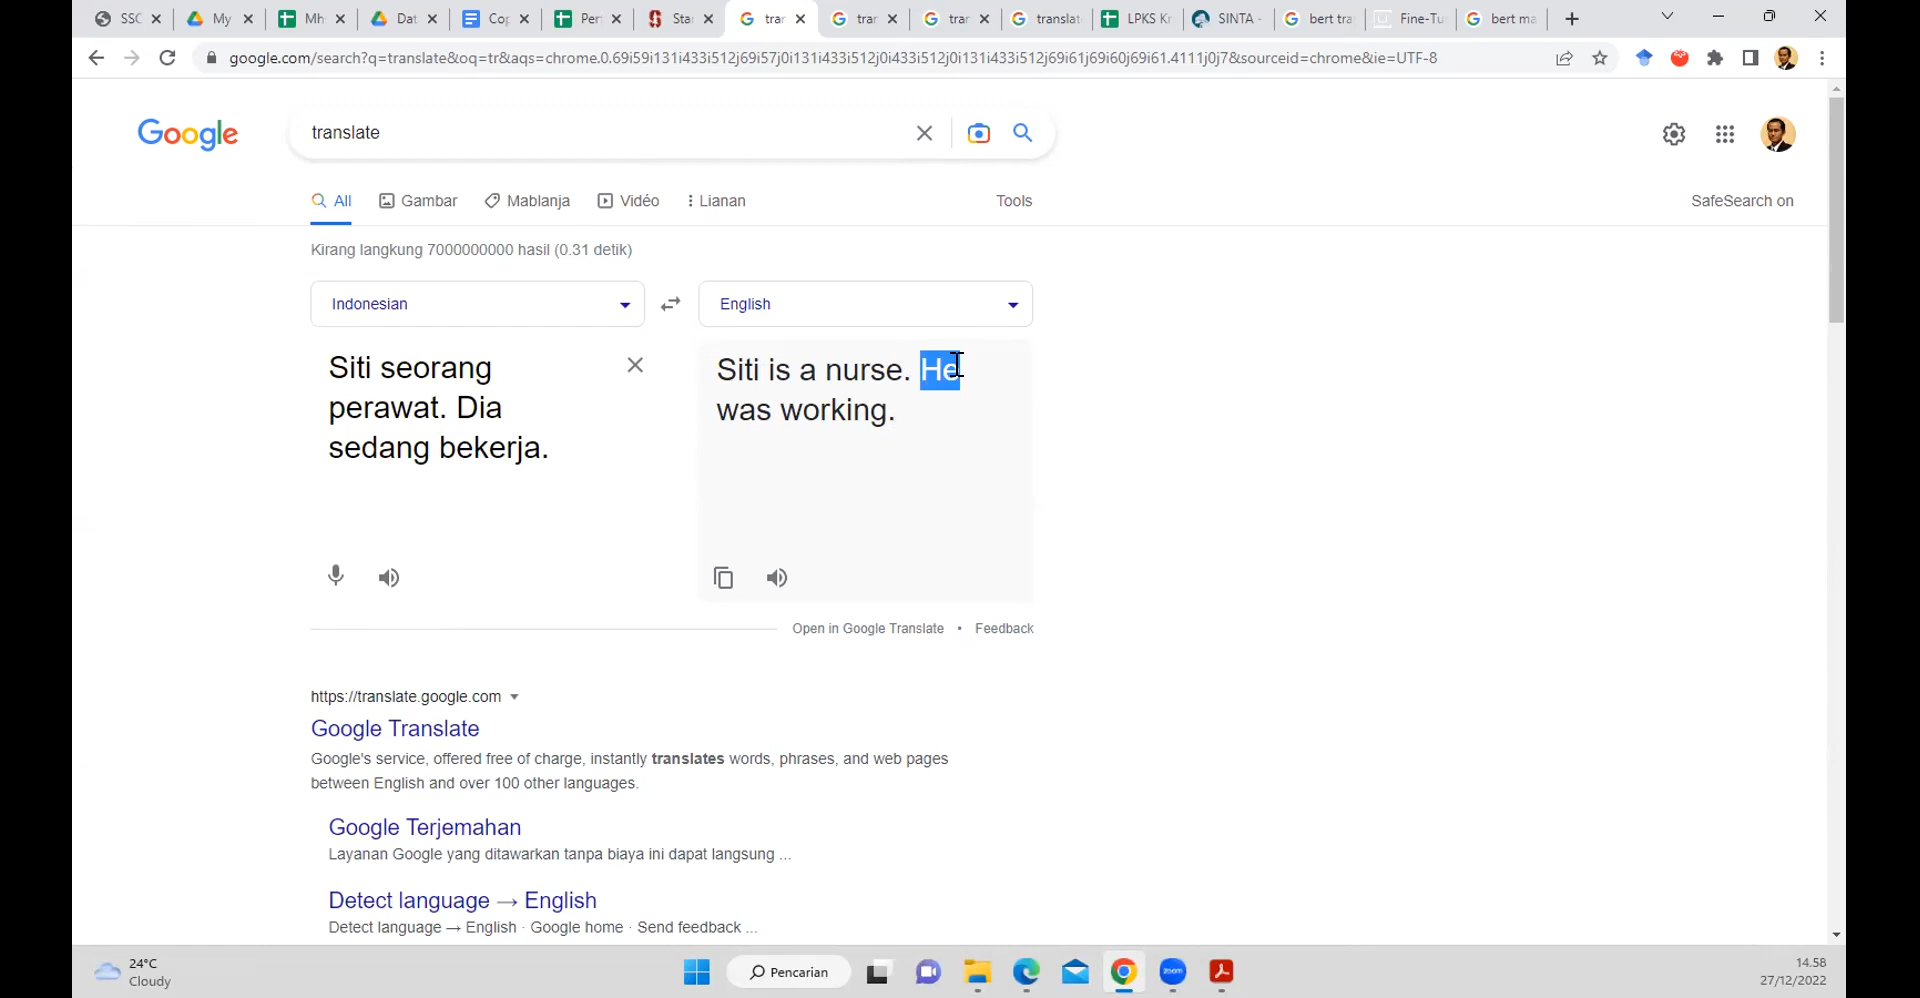 SSC
My
Mh
Dat
Cop
Per
Sta
trar
trar
trar
translat
LPKS Kr
SINTA -
bert tra
Fine-Tu
bert ma
google.com/search?q=translate&oq=tr&aqs=chrome.0.69i59i131i433i512j69i57j0i131i433i512j0i433i512j0i131i433i512j69i61j69i60j69i61.4111j0j7&sourceid=chrome&ie=UTF-8
Google
translate
All
Gambar
Mablanja
Vidéo
Lianan
Tools
SafeSearch on
Kirang langkung 7000000000 hasil (0.31 detik)
Indonesian
English
Siti seorang
perawat. Dia
sedang bekerja.
Siti is a nurse. He
was working.
Open in Google Translate • Feedback
https://translate.google.com
Google Translate
Google's service, offered free of charge, instantly translates words, phrases, and web pages
between English and over 100 other languages.
Google Terjemahan
Layanan Google yang ditawarkan tanpa biaya ini dapat langsung ...
Detect language → English
Detect language → English · Google home · Send feedback ...
24°C
Cloudy
Pencarian
zoom
14.58
27/12/2022